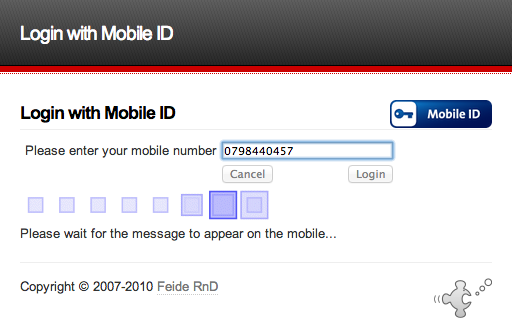 Login with Mobile ID
Login with Mobile ID
Mobile ID
Please enter your mobile number 0798440457
Cancel Login
Please wait for the message to appear on the mobile...
Copyright © 2007-2010 Feide RnD